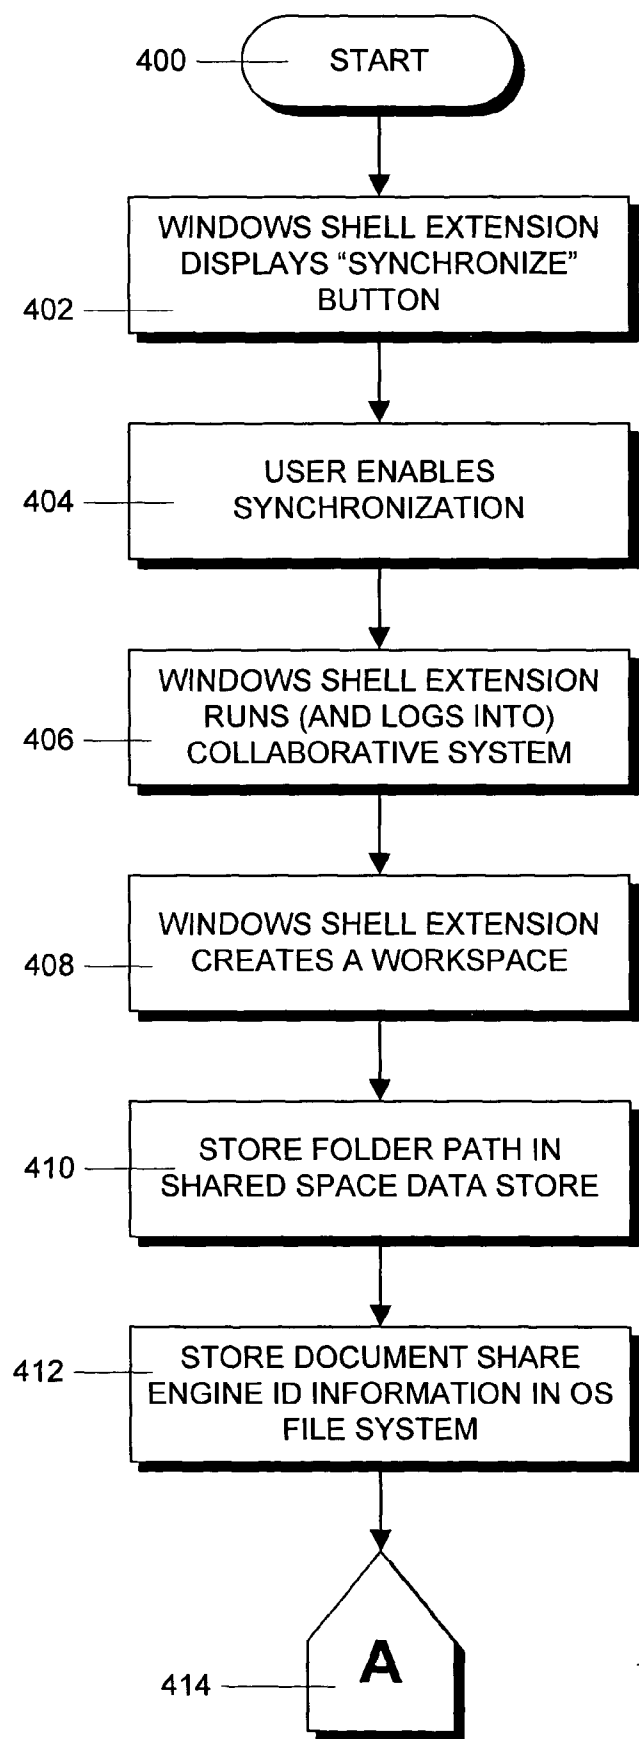 400
START
WINDOWS SHELL EXTENSION
DISPLAYS “SYNCHRONIZE”
BUTTON
402
USER ENABLES
SYNCHRONIZATION
404
WINDOWS SHELL EXTENSION
RUNS (AND LOGS INTO)
COLLABORATIVE SYSTEM
406
WINDOWS SHELL EXTENSION
CREATES A WORKSPACE
408
STORE FOLDER PATH IN
SHARED SPACE DATA STORE
410
STORE DOCUMENT SHARE
ENGINE ID INFORMATION IN OS
FILE SYSTEM
412
A
414